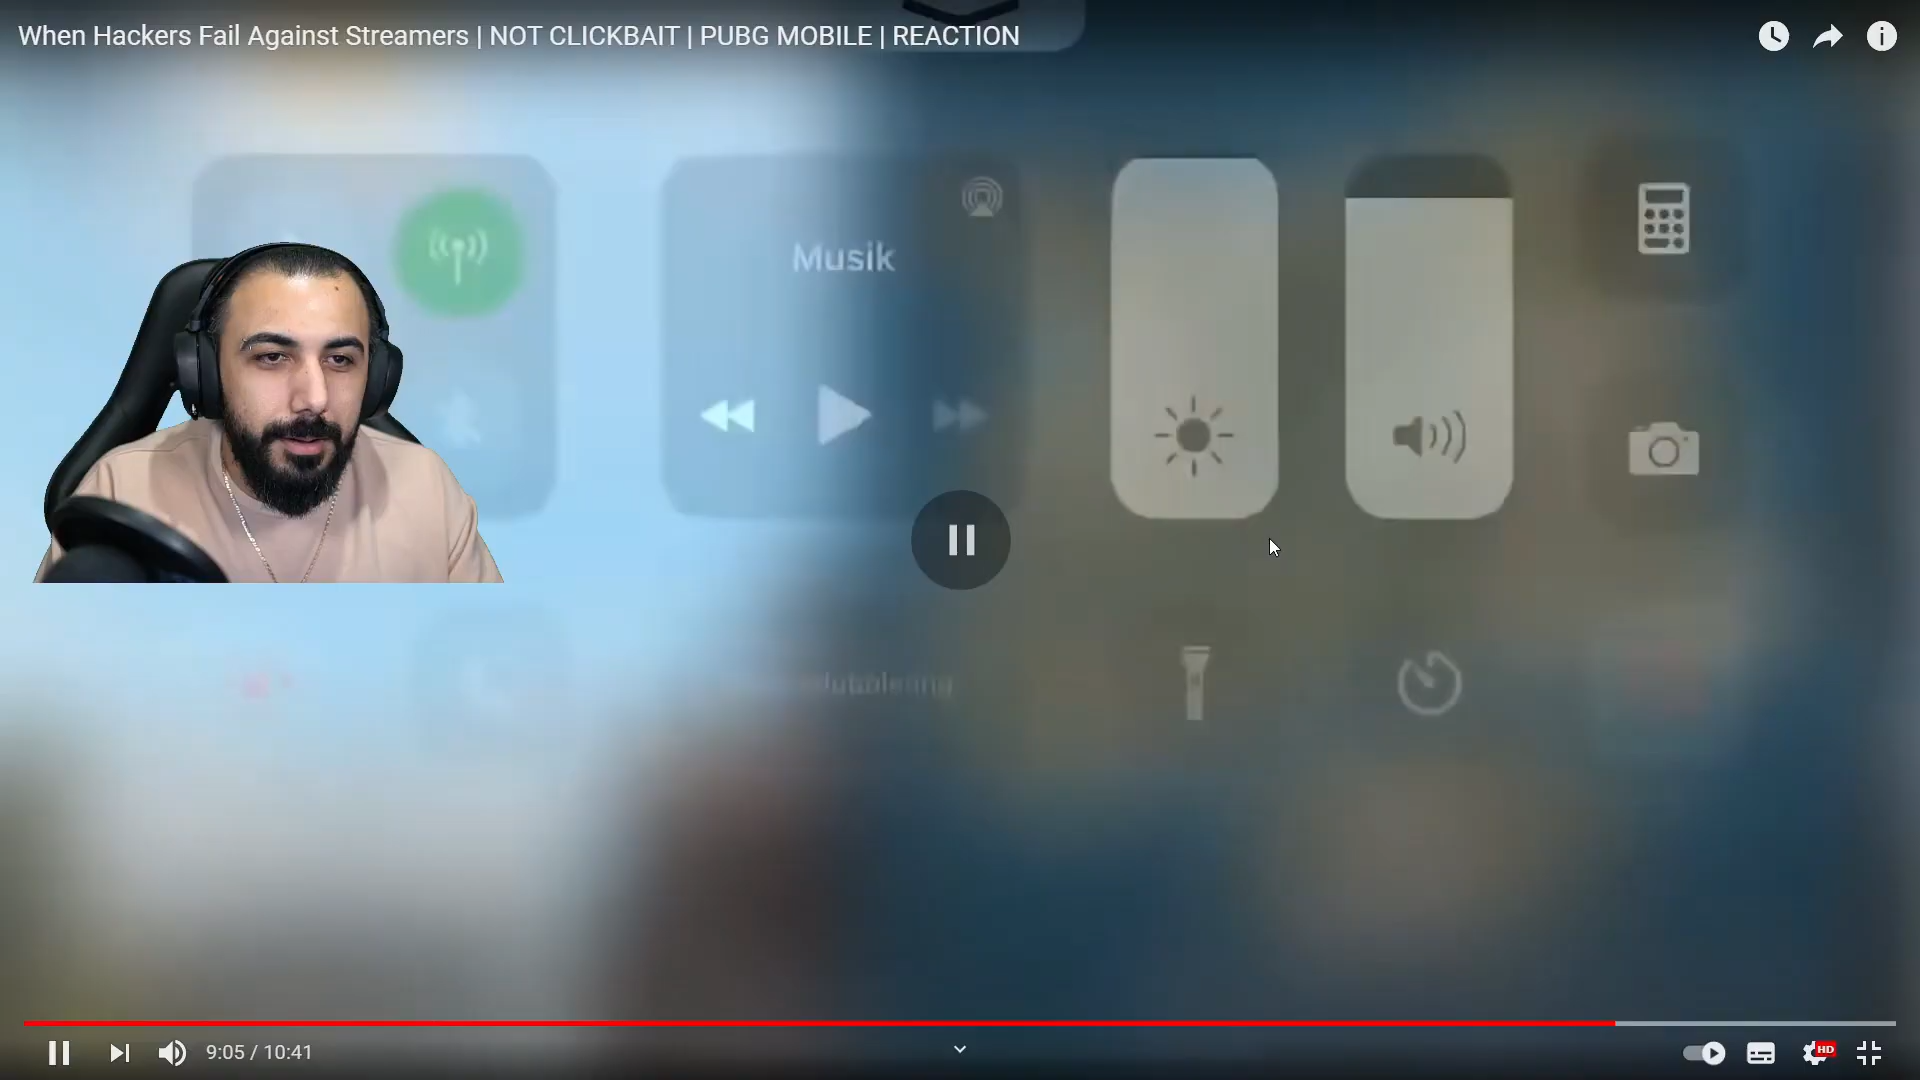 When Hackers Fail Against Streamers | NOT CLICKBAIT | PUBG MOBILE | REACTION
Musik
9:05 / 10:41
HD